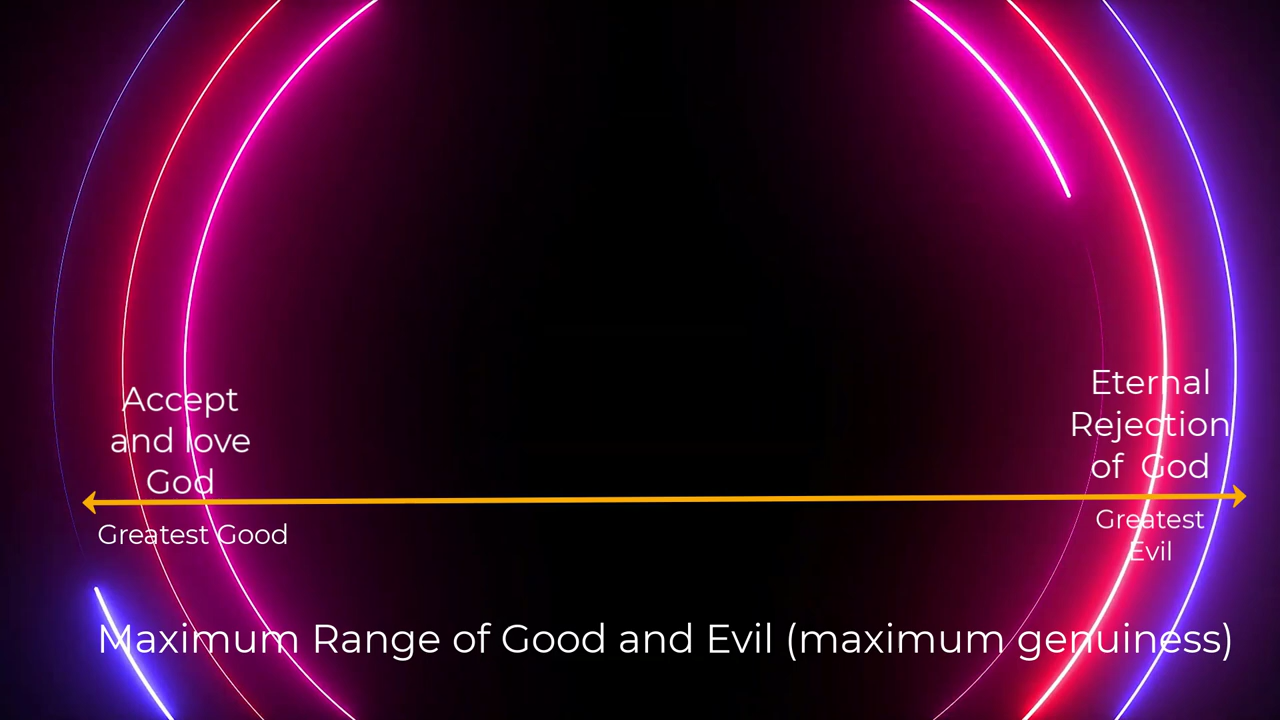 Accept
and love
God
Eternal
Rejection
of God
Greatest Good
Greatest
Evil
Maximum Range of Good and Evil (maximum genuiness)